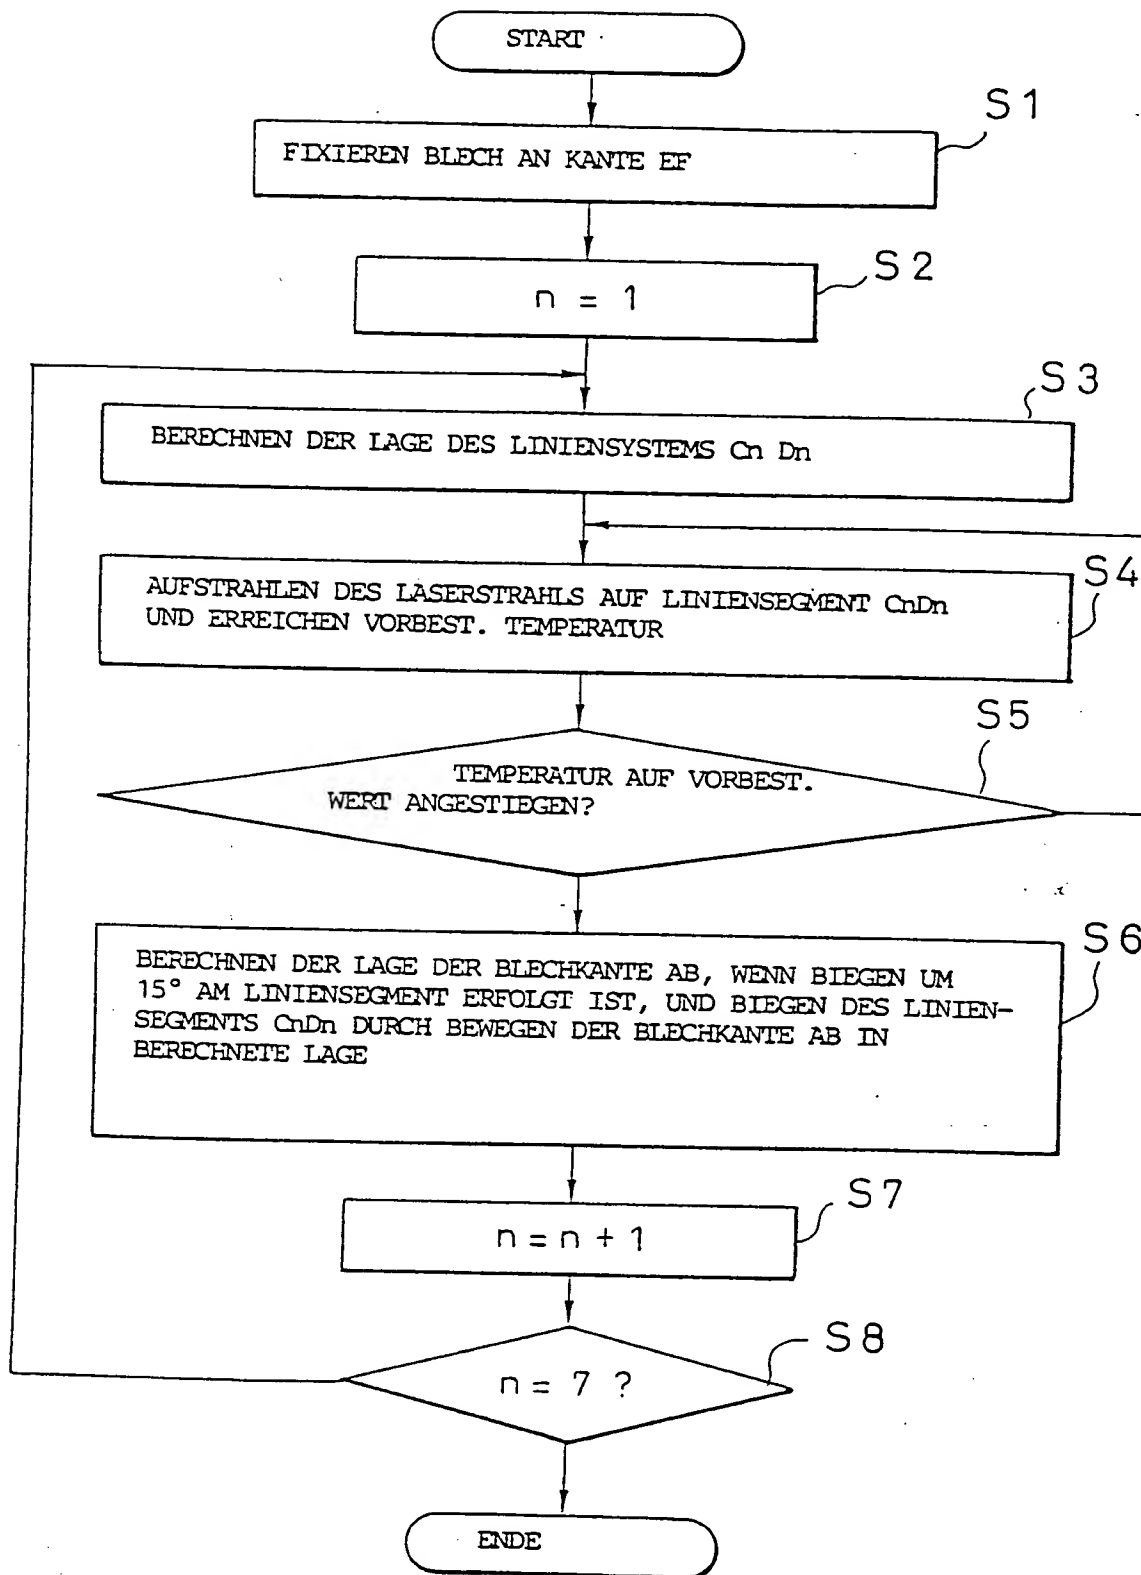 START
S1
FIXIEREN BLECH AN KANTE EF
S2
n = 1
S3
BERECHNEN DER LAGE DES LINIENSYSTEMS Cn Dn
S4
AUFSTRAHLEN DES LASERSTRAHLS AUF LINIENSEGMENT CnDn
UND ERREICHEN VORBEST. TEMPERATUR
S5
TEMPERATUR AUF VORBEST.
WERT ANGESTIEGEN?
S6
BERECHNEN DER LAGE DER BLECHKANTE AB, WENN BIEGEN UM
15° AM LINIENSEGMENT ERFOLGT IST, UND BIEGEN DES LINIEN-
SEGMENTS CnDn DURCH BEWEGEN DER BLECHKANTE AB IN
BERECHNETE LAGE
S7
n = n + 1
S8
n = 7 ?
ENDE